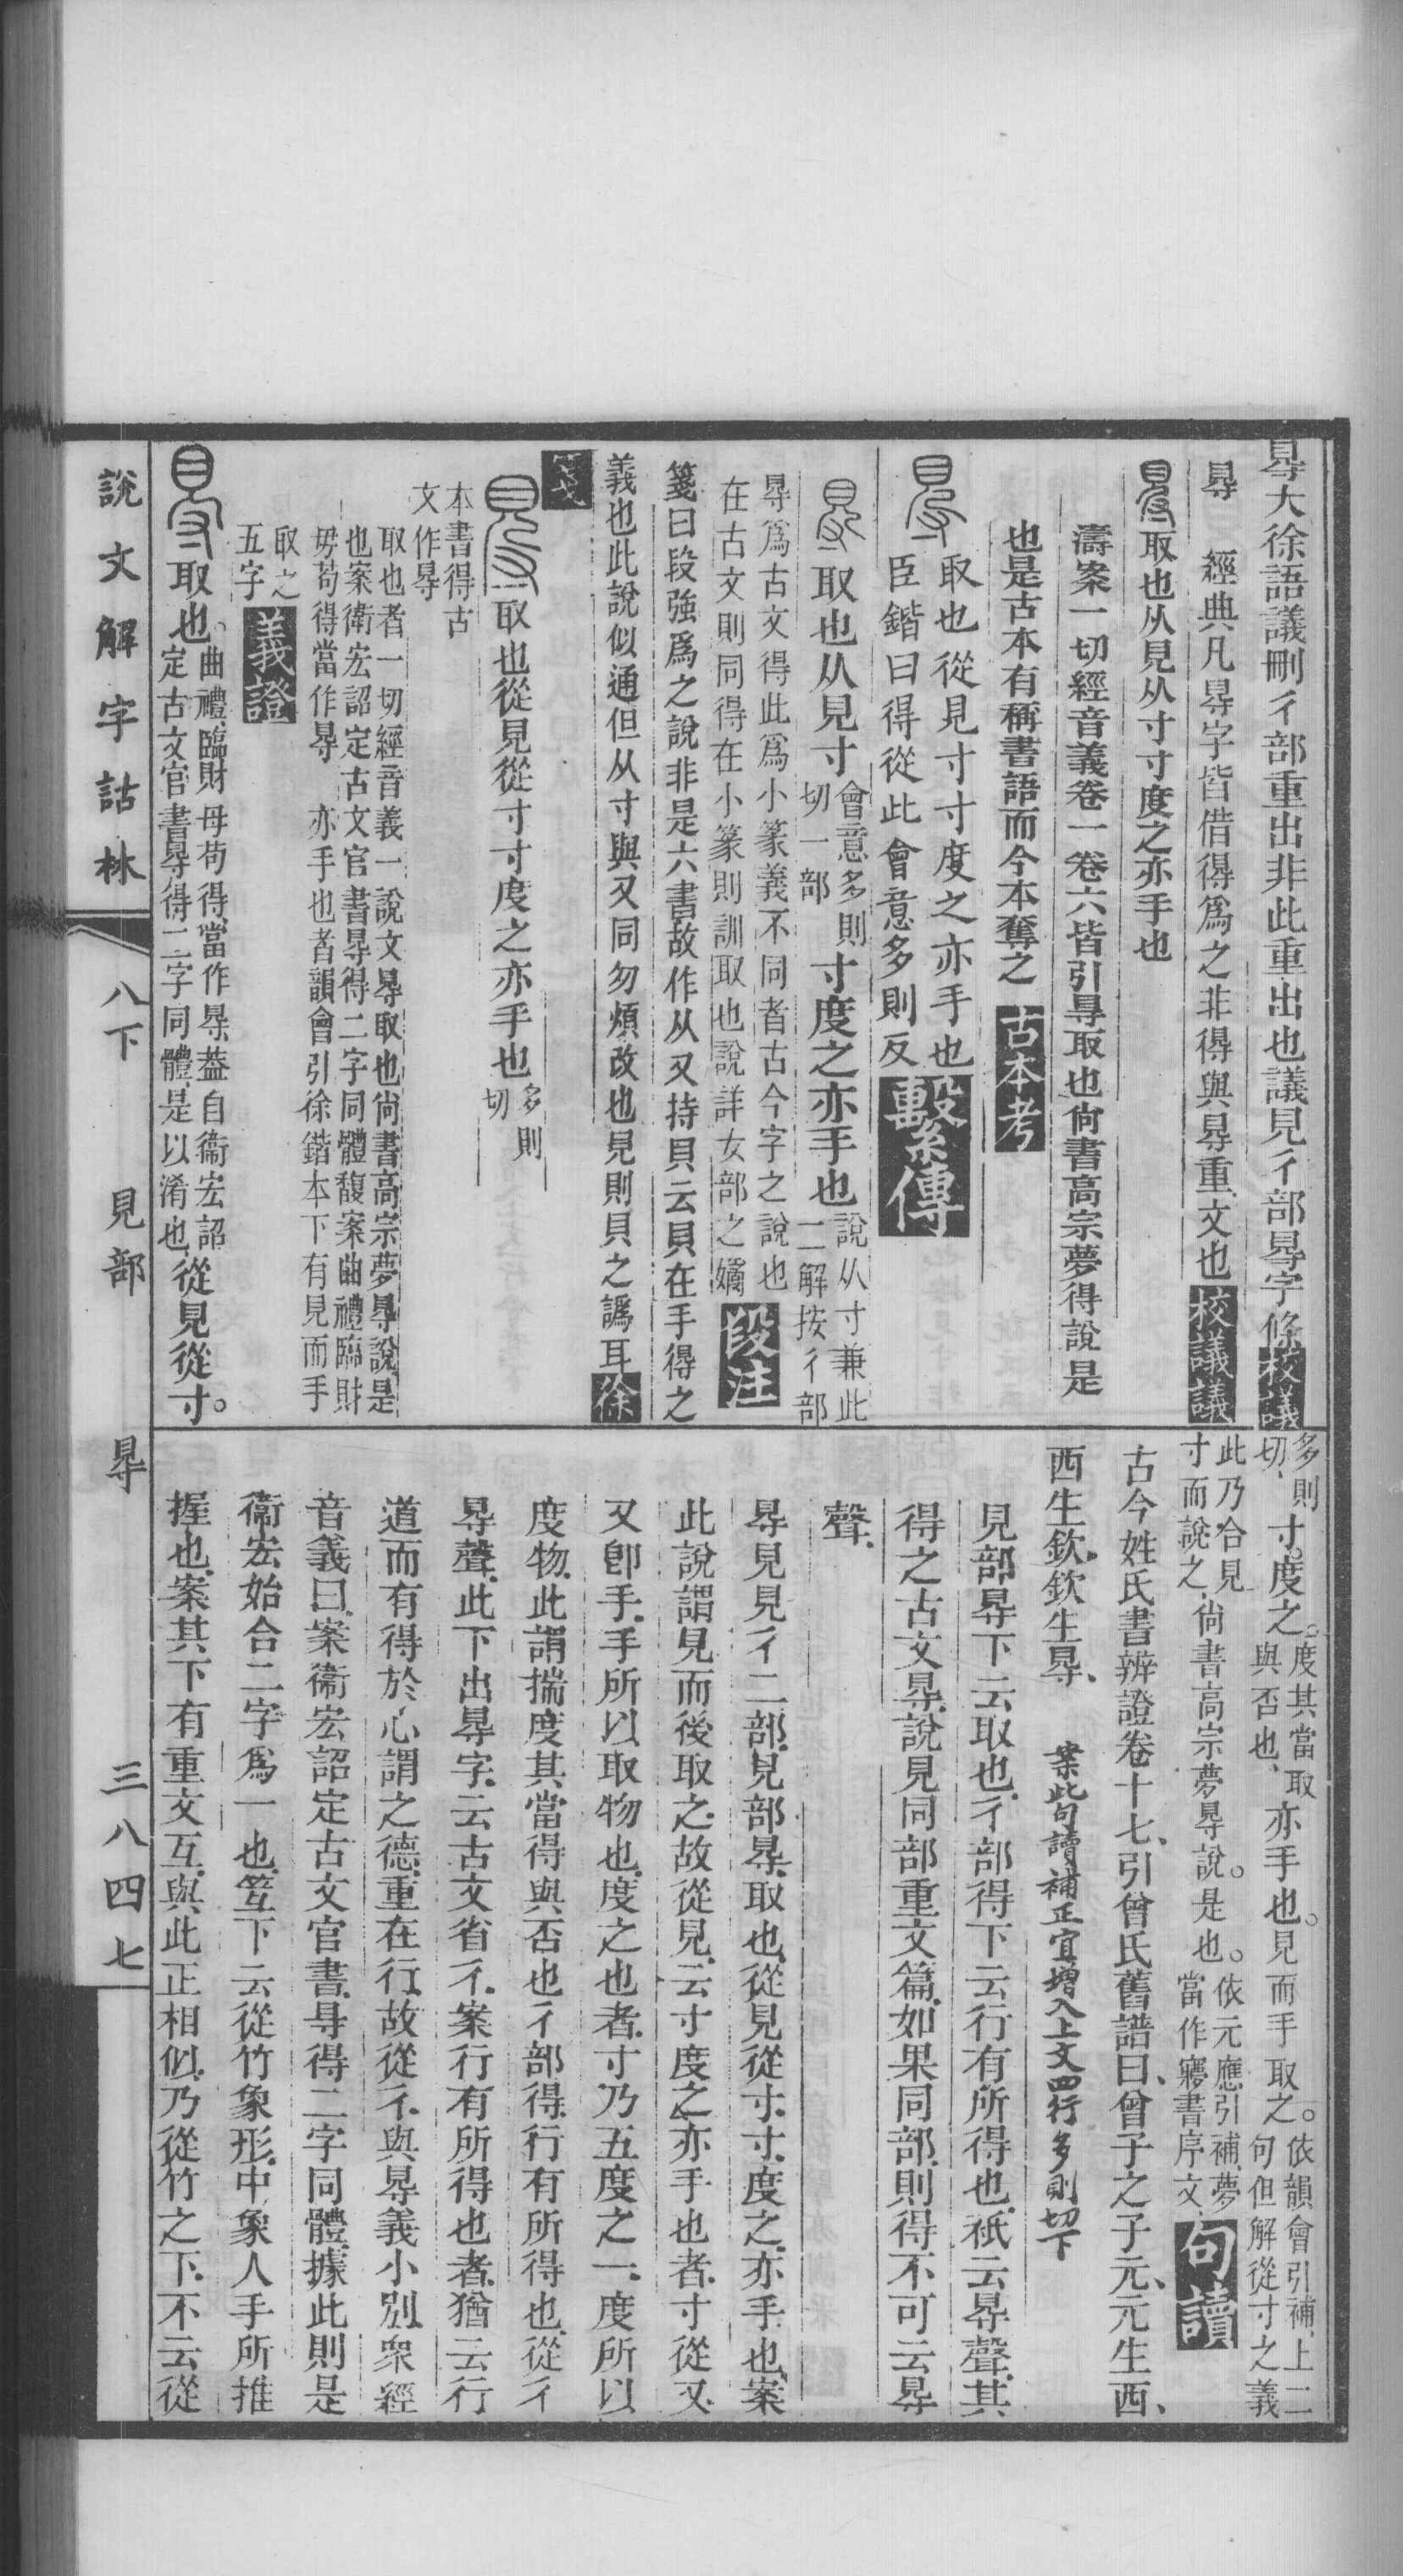 㝵大徐語議刪彳部重出非此重出也議見彳部㝵字條校議
㝵　經典凡㝵字皆借得爲之非得與㝵重文也校議議
取也从見从寸寸度之亦手也
濤案一切經音義卷一卷六皆引㝵取也尙書高宗夢得說是
也是古本有稱書語而今本奪之古本考
取也從見寸寸度之亦手也
臣鍇曰得從此會意多則反繫傳
取也从見寸會意多則切一部寸度之亦手也說从寸兼此二解按彳部
㝵爲古文得此爲小篆義不同者古今字之說也
在古文則同得在小篆則訓取也說詳女部之嬌段注
箋曰段強爲之說非是六書故作从又持貝云貝在手得之
義也此說似通但从寸與又同勿煩改也見則貝之譌耳徐
箋
取也從見從寸寸度之亦手也多則切
本書得古
文作㝵
取也者一切經音義一說文㝵取也尙書高宗夢㝵說是
也案衛宏詔定古文官書㝵得二字同體馥案曲禮臨財
毋苟得當作㝵　亦手也者韻會引徐鍇本下有見而手
取之
五字義證
取也。曲禮、臨財毋苟得、當作㝵、葢自衞宏詔定古文官書㝵得二字同體、是以淆也、從見從寸。
多則切、寸。度之。度其當取與否也、亦手也。見而手取之。依韻會引補、上二句但解從寸之義
此乃合見寸而說之、尙書高宗夢㝵說。是也。依元應引補、夢當作㝱書序文、句讀
古今姓氏書辨證卷十七、引曾氏舊譜曰、曾子之子元、元生西、
西生欽、欽生㝵、　案此句讀補正宜增入上文四行多則切下
見部㝵下云取也、彳部得下云行有所得也、祇云㝵聲、其
得之古文㝵、說見同部重文篇、如果同部、則得不可云㝵
聲、
㝵見見彳二部、見部㝵、取也、從見從寸、寸、度之、亦手也、案
此說謂見而後取之、故從見、云寸度之亦手也者、寸從又、
又卽手、手所以取物也、度之也者、寸乃五度之一、度所以
度物、此謂揣度其當得與否也、彳部得、行有所得也、從彳
㝵聲、此下出㝵字、云古文省彳、案行有所得也者、猶云行
道而有得於心謂之德、重在行、故從彳、與㝵義小別、衆經
音義曰、案衞宏詔定古文官書、㝵得二字同體、據此則是
衞宏始合二字爲一也、笠下云從竹象形、中象人手所推
握也、案其下有重文互、與此正相似、乃從竹之下、不云從
說文解字詁林　八下　見部　㝵　三八四七